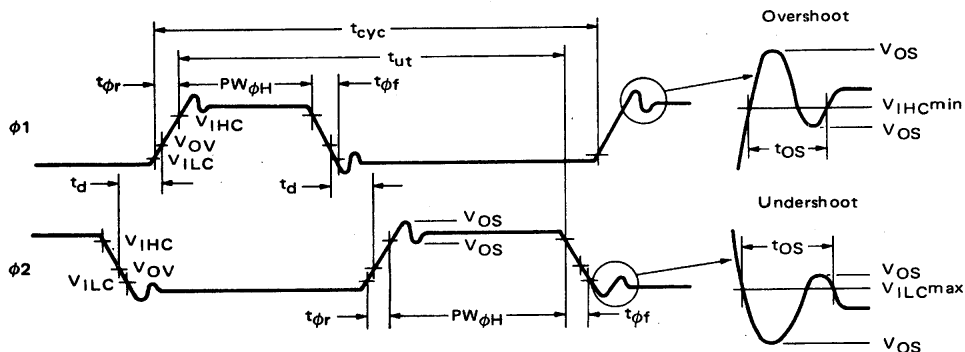 tcyc
Overshoot
tut
VOS
tφr
PWφH
tφf
φ1
VIHC
VIHCmin
VOV
VOS
VILC
tOS
td
td
VOS
Undershoot
VIHC
VOS
tOS
φ2
VOV
VOS
VILC
VILCmax
tφr
PWφH
tφf
VOS